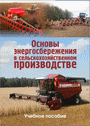 Основы
энергосбережения
в сельскохозяйственном
производстве
Учебное пособие